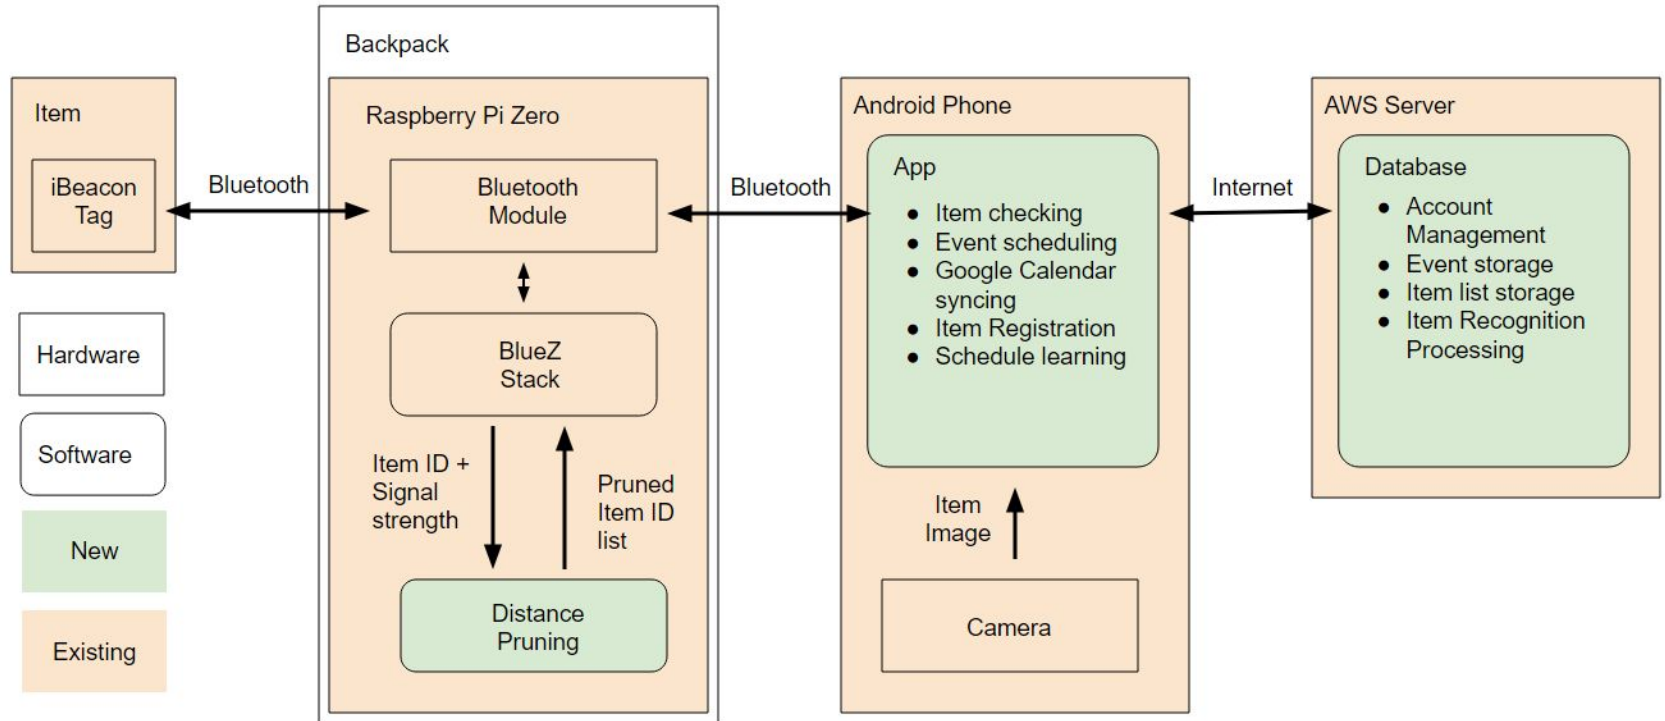 Backpack
Item
iBeacon
Tag
Bluetooth
Raspberry Pi Zero
Bluetooth
Module
BlueZ
Stack
Item ID +
Signal
strength
Pruned
Item ID
list
Distance
Pruning
Bluetooth
Android Phone
App
● Item checking
● Event scheduling
● Google Calendar
syncing
● Item Registration
● Schedule learning
Item
Image
Camera
Internet
AWS Server
Database
● Account
Management
● Event storage
● Item list storage
● Item Recognition
Processing
Hardware
Software
New
Existing